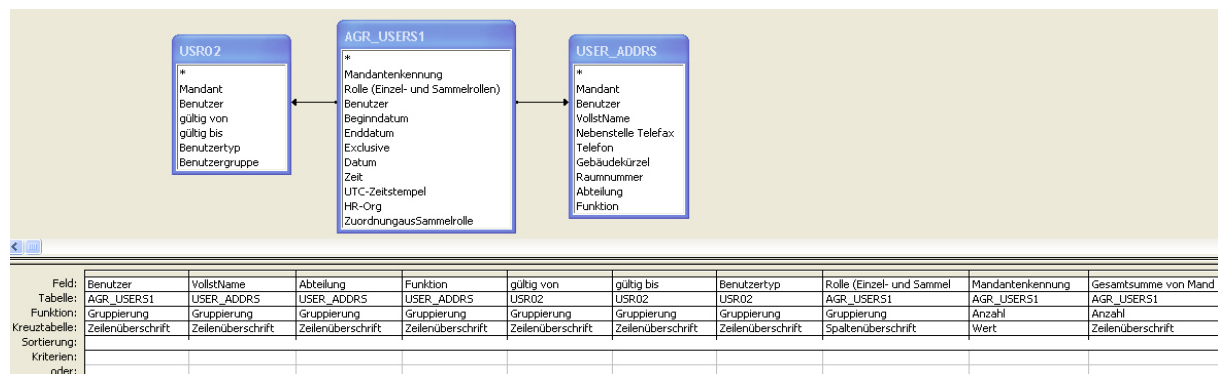 USR02
*
Mandant
Benutzer
gültig von
gültig bis
Benutzertyp
Benutzergruppe
AGR_USERS1
*
Mandantenkennung
Rolle (Einzel- und Sammelrollen)
Benutzer
Beginndatum
Enddatum
Exclusive
Datum
Zeit
UTC-Zeitstempel
HR-Org
ZuordnungausSammelrolle
USER_ADDRS
*
Mandant
Benutzer
VollstName
Nebenstelle Telefax
Telefon
Gebäudekürzel
Raumnummer
Abteilung
Funktion
Feld: Benutzer VollstName Abteilung Funktion gültig von gültig bis Benutzertyp Rolle (Einzel- und Sammel Mandantenkennung Gesamtsumme von Mand
Tabelle: AGR_USERS1 USER_ADDRS USER_ADDRS USER_ADDRS USR02 USR02 USR02 AGR_USERS1 AGR_USERS1 AGR_USERS1
Funktion: Gruppierung Gruppierung Gruppierung Gruppierung Gruppierung Gruppierung Gruppierung Gruppierung Anzahl Anzahl
Kreuztabelle: Zeilenüberschrift Zeilenüberschrift Zeilenüberschrift Zeilenüberschrift Zeilenüberschrift Zeilenüberschrift Zeilenüberschrift Spaltenüberschrift Wert Zeilenüberschrift
Sortierung:
Kriterien:
oder: